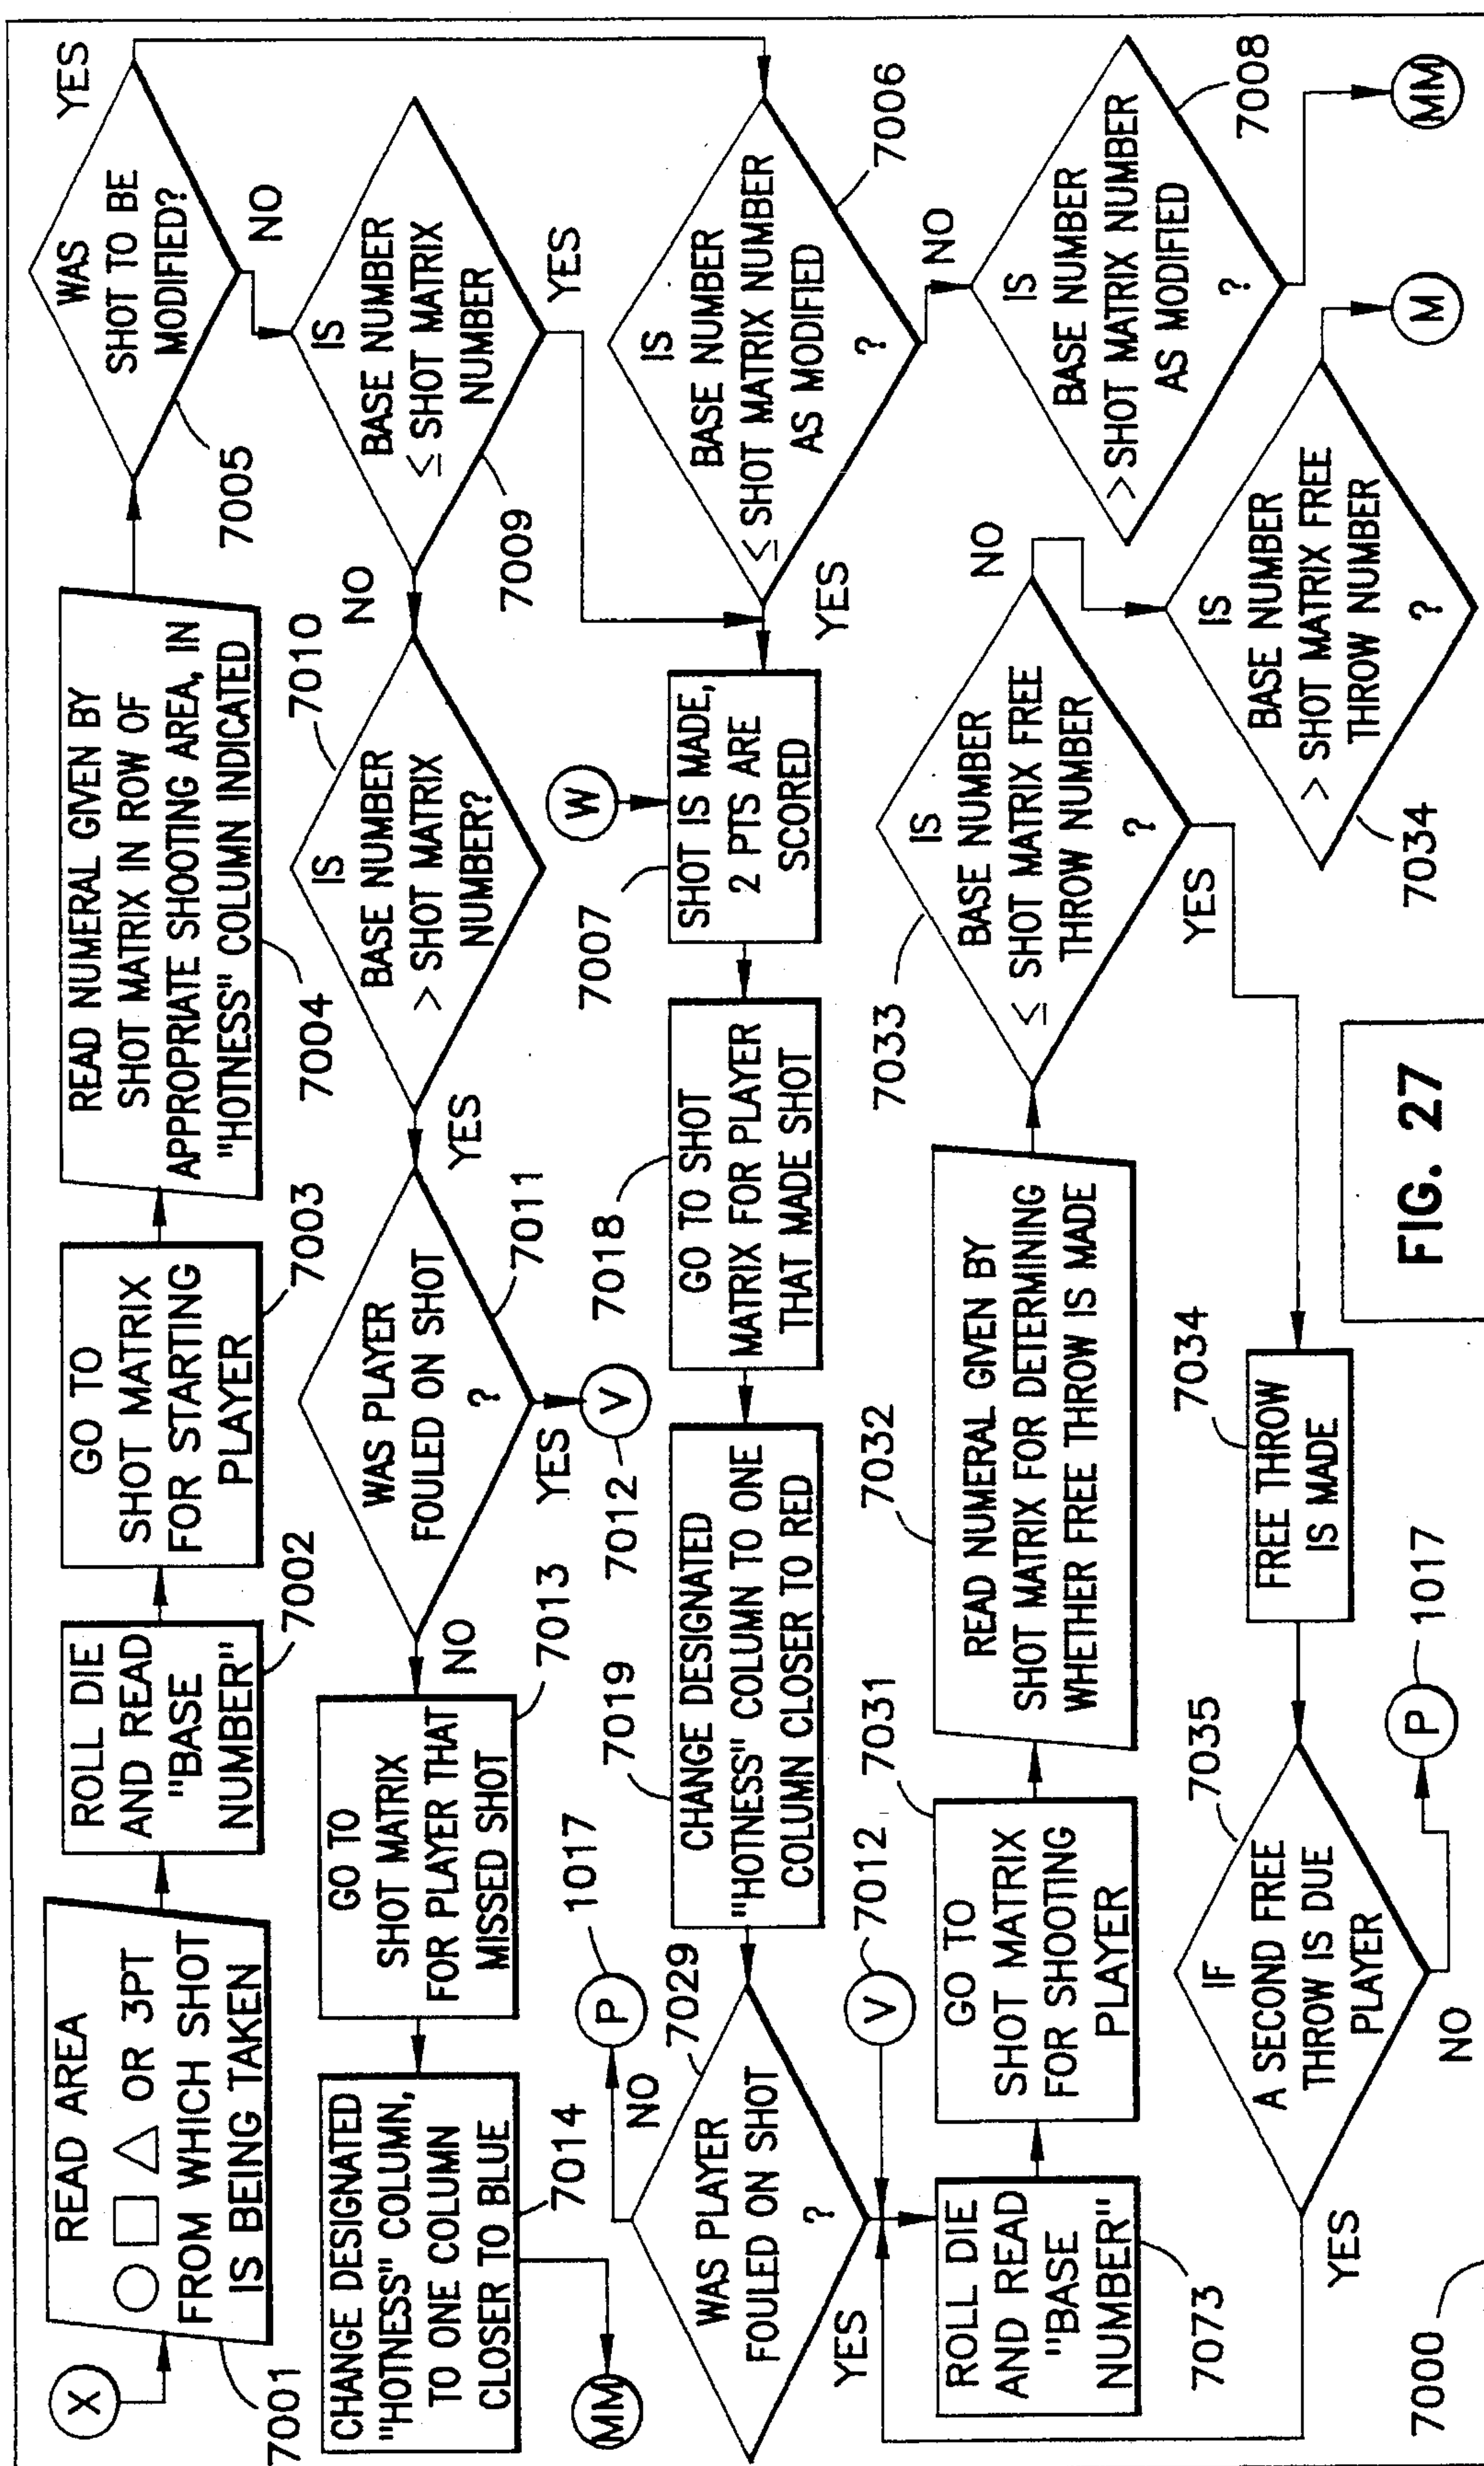 X
READ AREA
○ □ △ OR 3PT
FROM WHICH SHOT
IS BEING TAKEN
7001
ROLL DIE
AND READ
"BASE
NUMBER"
7002
GO TO
SHOT MATRIX
FOR STARTING
PLAYER
7003
READ NUMERAL GIVEN BY
SHOT MATRIX IN ROW OF
APPROPRIATE SHOOTING AREA, IN
"HOTNESS" COLUMN INDICATED
7004
WAS
SHOT TO BE
MODIFIED?
7005
YES
NO
IS
BASE NUMBER
≤ SHOT MATRIX
NUMBER
7009
YES
NO
7010
IS
BASE NUMBER
> SHOT MATRIX
NUMBER?
YES
WAS PLAYER
FOULED ON SHOT
?
7011
YES
V
7012
NO
GO TO
SHOT MATRIX
FOR PLAYER THAT
MISSED SHOT
7013
CHANGE DESIGNATED
"HOTNESS" COLUMN,
TO ONE COLUMN
CLOSER TO BLUE
7014
MM
IS
BASE NUMBER
≤ SHOT MATRIX NUMBER
AS MODIFIED
?
7006
YES
NO
W
7007
SHOT IS MADE,
2 PTS ARE
SCORED
7018
GO TO SHOT
MATRIX FOR PLAYER
THAT MADE SHOT
7019
CHANGE DESIGNATED
"HOTNESS" COLUMN TO ONE
COLUMN CLOSER TO RED
P
1017
7029
NO
WAS PLAYER
FOULED ON SHOT
?
YES
V
7012
ROLL DIE
AND READ
"BASE
NUMBER"
7073
7031
GO TO
SHOT MATRIX
FOR SHOOTING
PLAYER
7032
READ NUMERAL GIVEN BY
SHOT MATRIX FOR DETERMINING
WHETHER FREE THROW IS MADE
7033
IS
BASE NUMBER
≤ SHOT MATRIX FREE
THROW NUMBER
?
NO
YES
IS
BASE NUMBER
> SHOT MATRIX NUMBER
AS MODIFIED
?
7008
MM
IS
BASE NUMBER
> SHOT MATRIX FREE
THROW NUMBER
?
7034
M
7034
FREE THROW
IS MADE
7035
IF
A SECOND FREE
THROW IS DUE
PLAYER
YES
NO
P
1017
7000
FIG. 27